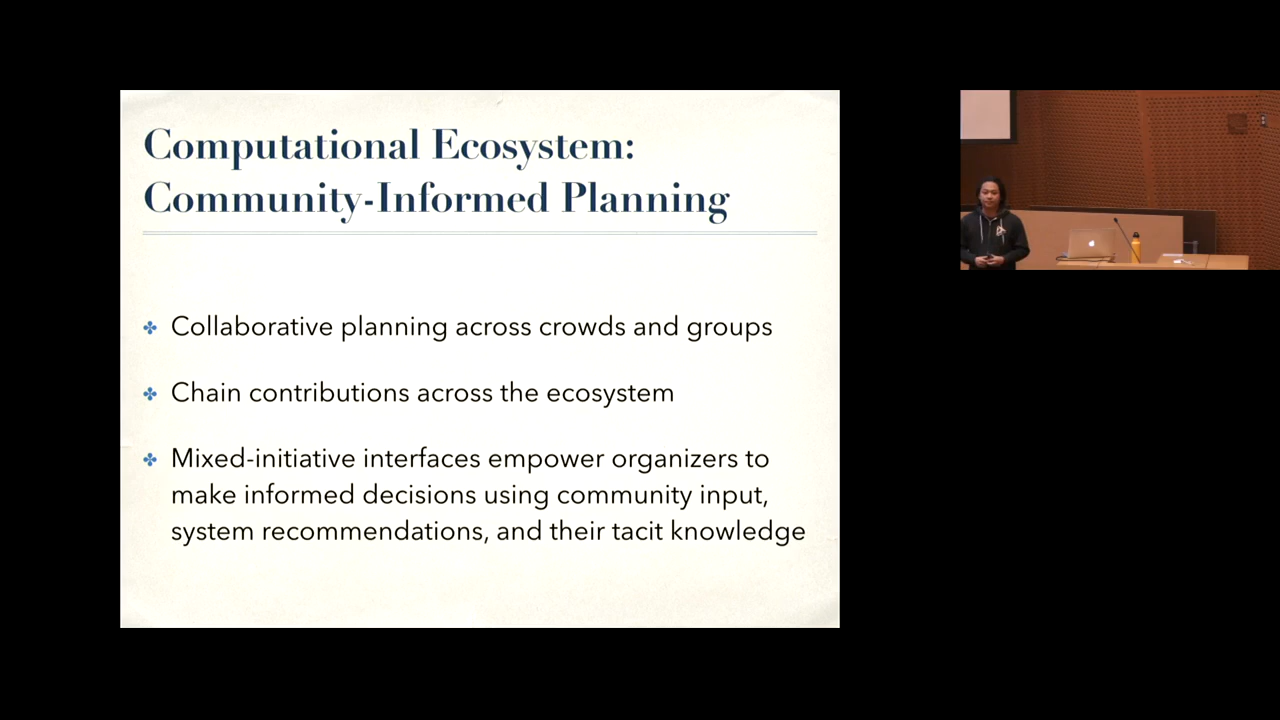 Computational Ecosystem:
Community-Informed Planning
Collaborative planning across crowds and groups
Chain contributions across the ecosystem
Mixed-initiative interfaces empower organizers to
make informed decisions using community input,
system recommendations, and their tacit knowledge